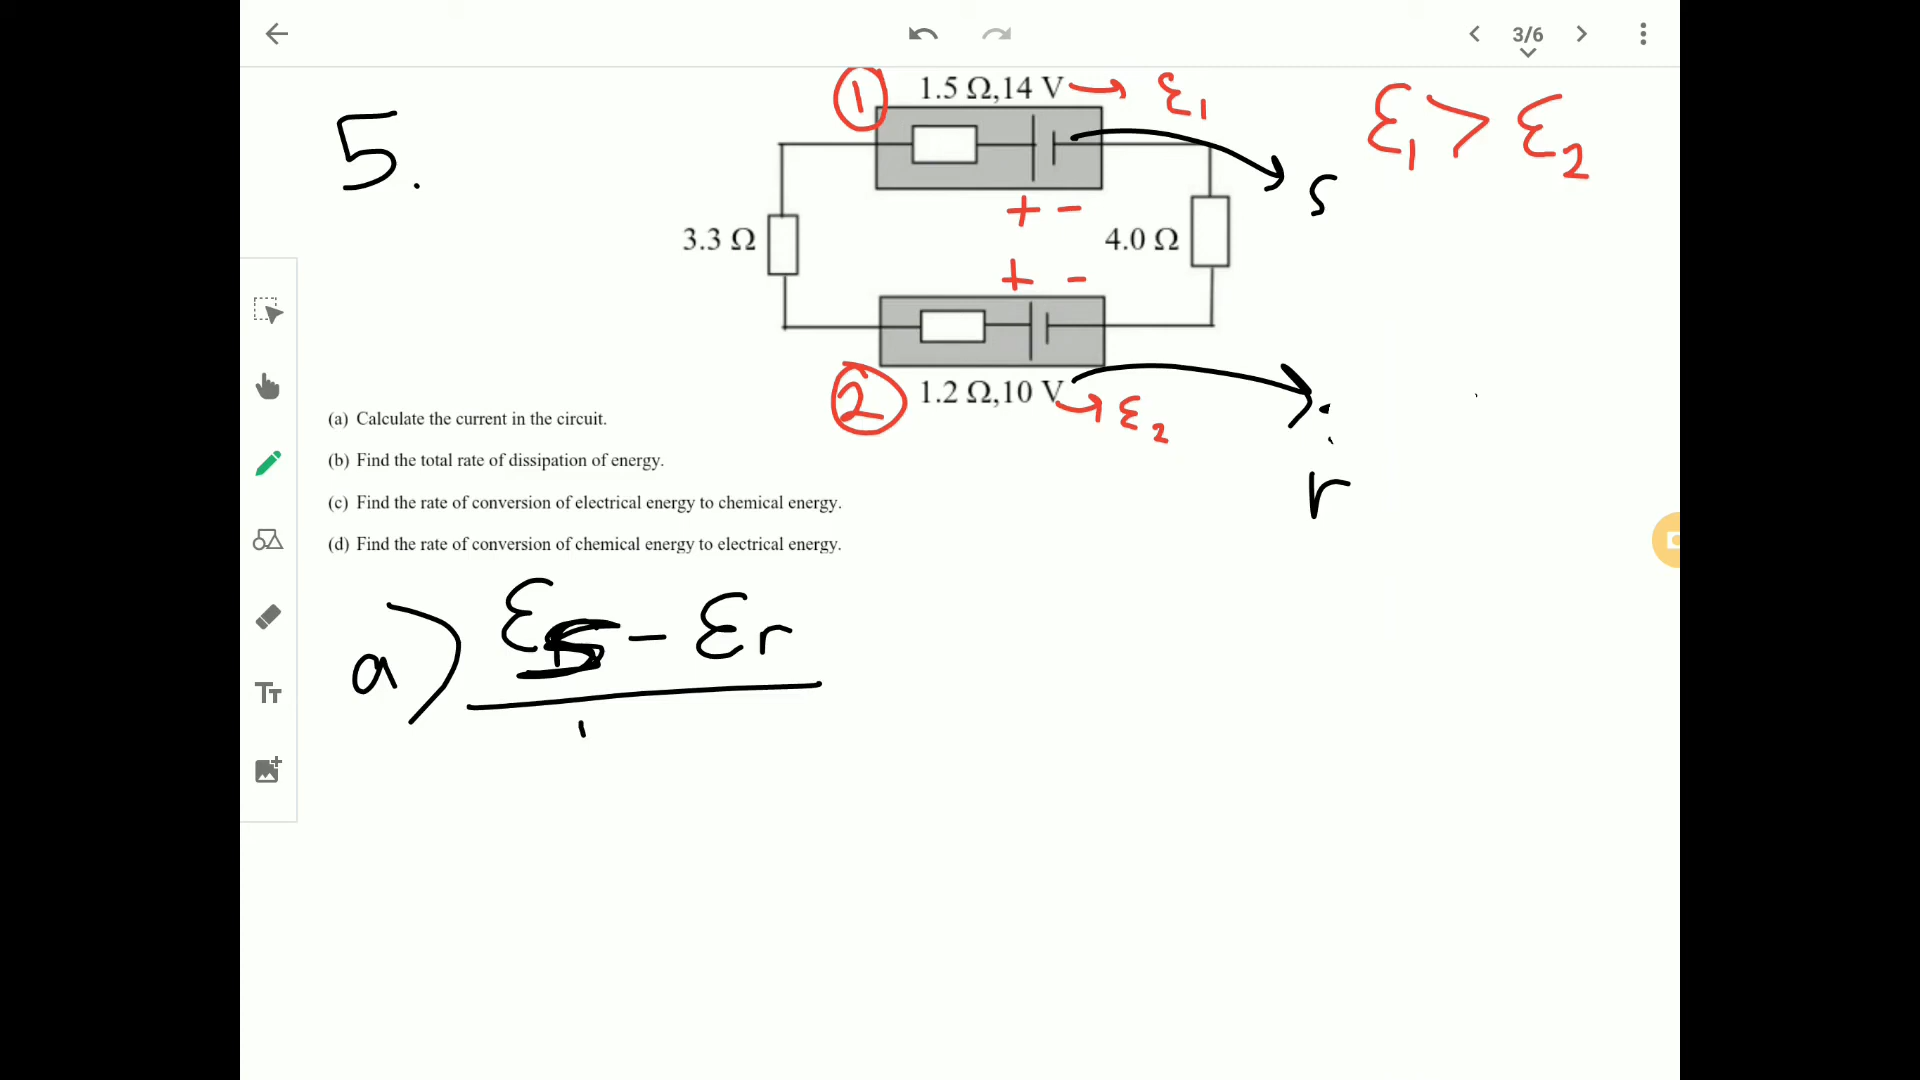 3/6
5.
1
1.5 Ω,14 V → ε1
ε1 > ε2
s
+ -
3.3 Ω
4.0 Ω
+ -
2
1.2 Ω,10 V → ε2
r
(a) Calculate the current in the circuit.
(b) Find the total rate of dissipation of energy.
(c) Find the rate of conversion of electrical energy to chemical energy.
(d) Find the rate of conversion of chemical energy to electrical energy.
a) εs - εr
Tт